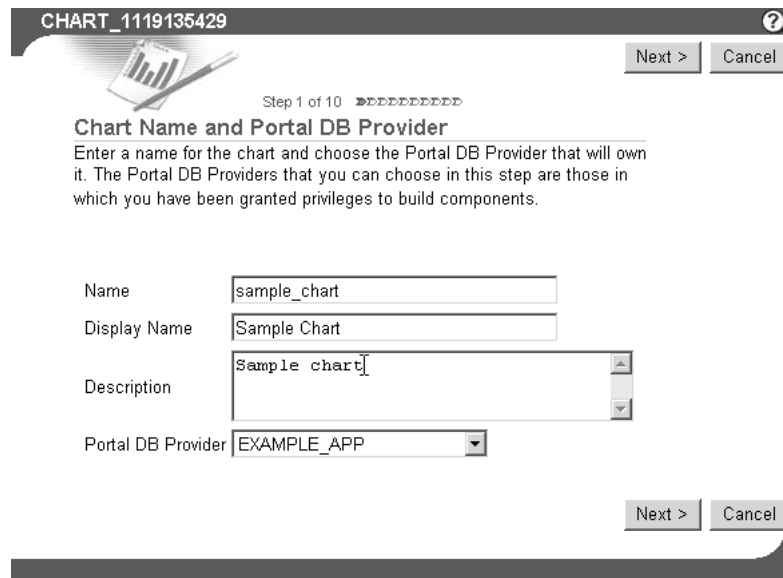 CHART_1119135429
?
Next > Cancel
Step 1 of 10
Chart Name and Portal DB Provider
Enter a name for the chart and choose the Portal DB Provider that will own
it. The Portal DB Providers that you can choose in this step are those in
which you have been granted privileges to build components.
Name sample_chart
Display Name Sample Chart
Description Sample chart
Portal DB Provider EXAMPLE_APP
Next > Cancel